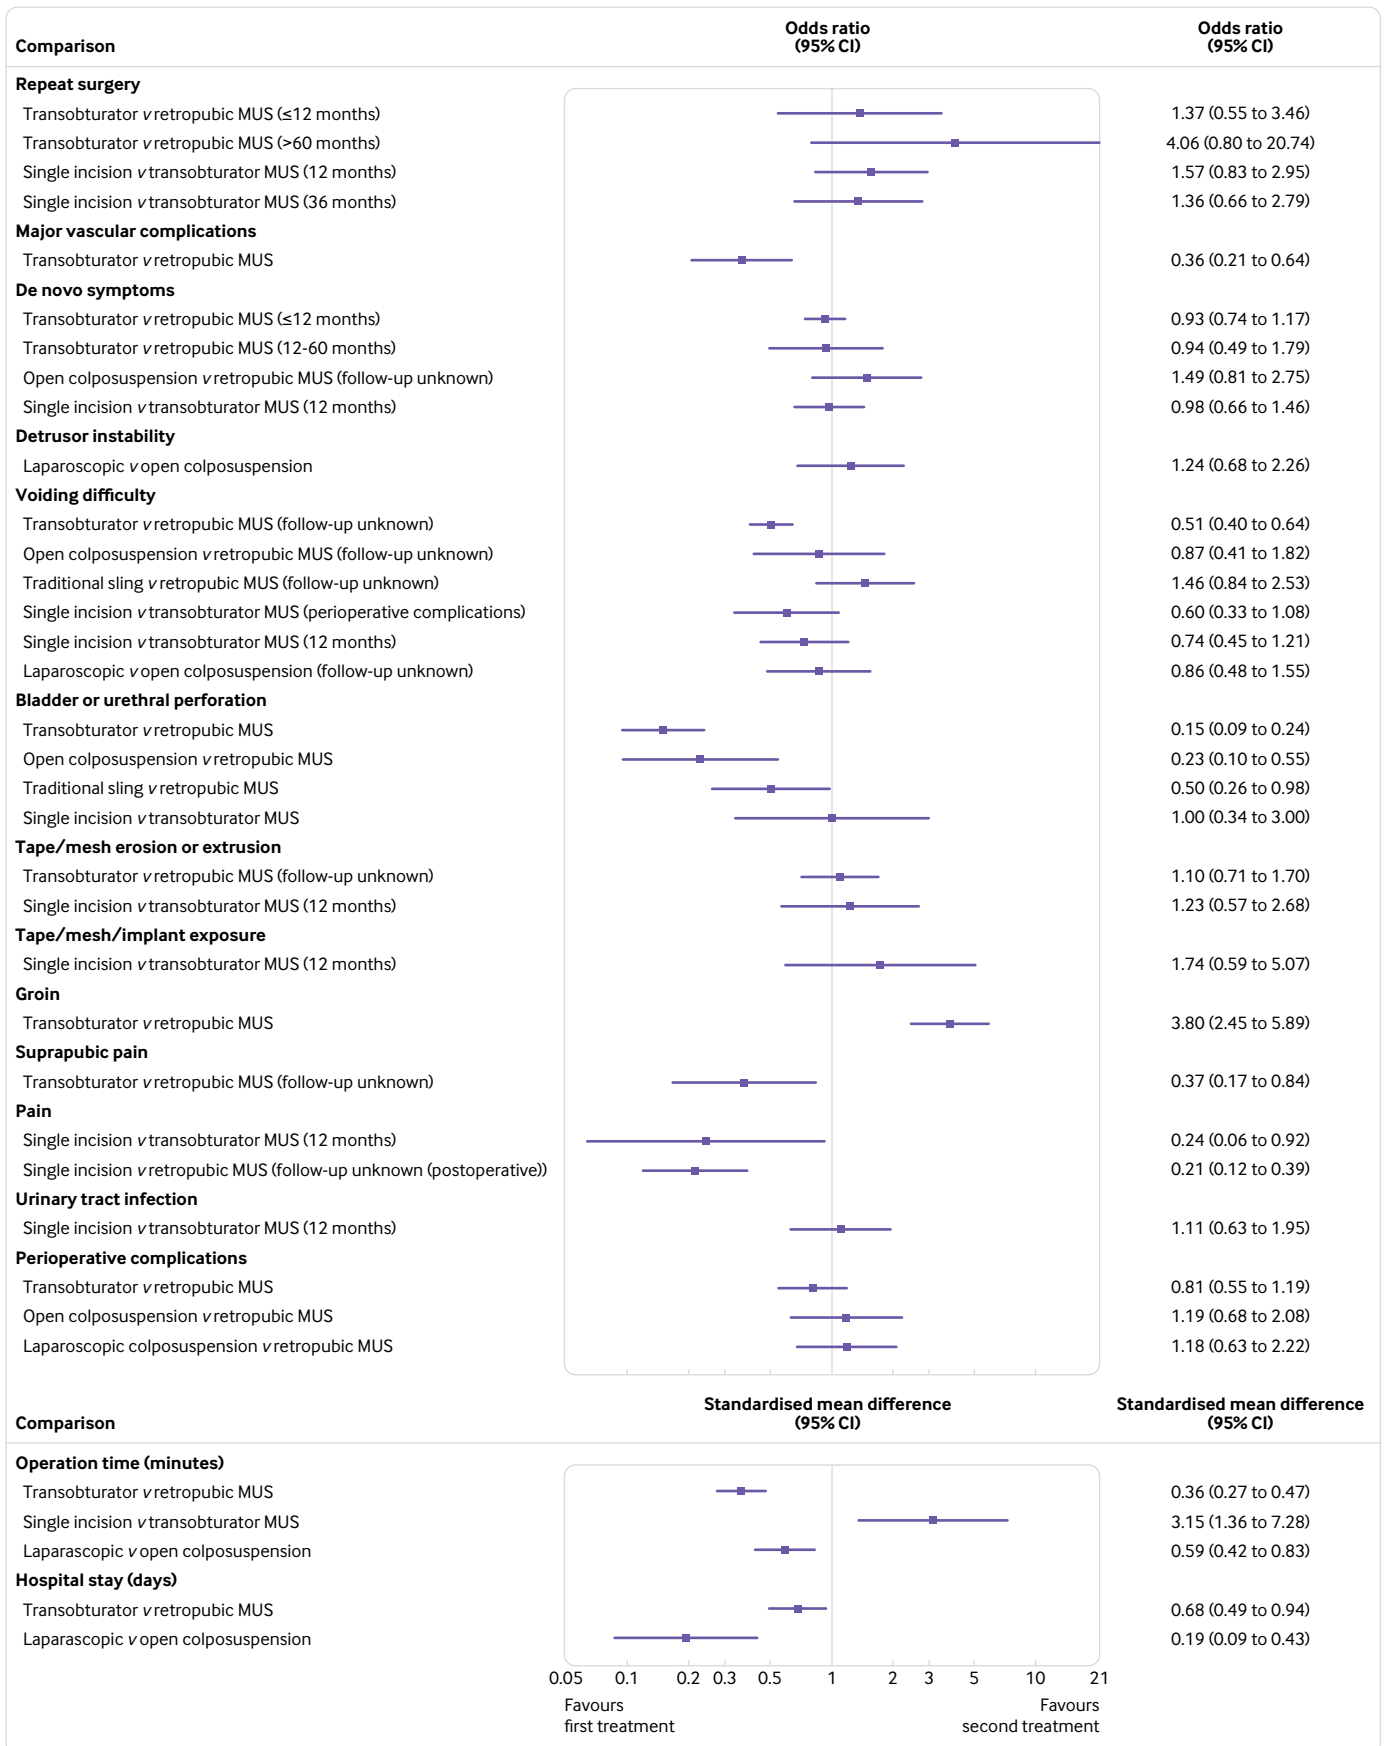 Comparison Odds ratio (95% CI) Odds ratio (95% CI)
Repeat surgery
Transobturator v retropubic MUS (≤12 months) 1.37 (0.55 to 3.46)
Transobturator v retropubic MUS (>60 months) 4.06 (0.80 to 20.74)
Single incision v transobturator MUS (12 months) 1.57 (0.83 to 2.95)
Single incision v transobturator MUS (36 months) 1.36 (0.66 to 2.79)
Major vascular complications
Transobturator v retropubic MUS 0.36 (0.21 to 0.64)
De novo symptoms
Transobturator v retropubic MUS (≤12 months) 0.93 (0.74 to 1.17)
Transobturator v retropubic MUS (12-60 months) 0.94 (0.49 to 1.79)
Open colposuspension v retropubic MUS (follow-up unknown) 1.49 (0.81 to 2.75)
Single incision v transobturator MUS (12 months) 0.98 (0.66 to 1.46)
Detrusor instability
Laparoscopic v open colposuspension 1.24 (0.68 to 2.26)
Voiding difficulty
Transobturator v retropubic MUS (follow-up unknown) 0.51 (0.40 to 0.64)
Open colposuspension v retropubic MUS (follow-up unknown) 0.87 (0.41 to 1.82)
Traditional sling v retropubic MUS (follow-up unknown) 1.46 (0.84 to 2.53)
Single incision v transobturator MUS (perioperative complications) 0.60 (0.33 to 1.08)
Single incision v transobturator MUS (12 months) 0.74 (0.45 to 1.21)
Laparoscopic v open colposuspension (follow-up unknown) 0.86 (0.48 to 1.55)
Bladder or urethral perforation
Transobturator v retropubic MUS 0.15 (0.09 to 0.24)
Open colposuspension v retropubic MUS 0.23 (0.10 to 0.55)
Traditional sling v retropubic MUS 0.50 (0.26 to 0.98)
Single incision v transobturator MUS 1.00 (0.34 to 3.00)
Tape/mesh erosion or extrusion
Transobturator v retropubic MUS (follow-up unknown) 1.10 (0.71 to 1.70)
Single incision v transobturator MUS (12 months) 1.23 (0.57 to 2.68)
Tape/mesh/implant exposure
Single incision v transobturator MUS (12 months) 1.74 (0.59 to 5.07)
Groin
Transobturator v retropubic MUS 3.80 (2.45 to 5.89)
Suprapubic pain
Transobturator v retropubic MUS (follow-up unknown) 0.37 (0.17 to 0.84)
Pain
Single incision v transobturator MUS (12 months) 0.24 (0.06 to 0.92)
Single incision v retropubic MUS (follow-up unknown (postoperative)) 0.21 (0.12 to 0.39)
Urinary tract infection
Single incision v transobturator MUS (12 months) 1.11 (0.63 to 1.95)
Perioperative complications
Transobturator v retropubic MUS 0.81 (0.55 to 1.19)
Open colposuspension v retropubic MUS 1.19 (0.68 to 2.08)
Laparoscopic colposuspension v retropubic MUS 1.18 (0.63 to 2.22)
Comparison Standardised mean difference (95% CI) Standardised mean difference (95% CI)
Operation time (minutes)
Transobturator v retropubic MUS 0.36 (0.27 to 0.47)
Single incision v transobturator MUS 3.15 (1.36 to 7.28)
Laparascopic v open colposuspension 0.59 (0.42 to 0.83)
Hospital stay (days)
Transobturator v retropubic MUS 0.68 (0.49 to 0.94)
Laparascopic v open colposuspension 0.19 (0.09 to 0.43)
0.05 0.1 0.2 0.3 0.5 1 2 3 5 10 21
Favours first treatment Favours second treatment